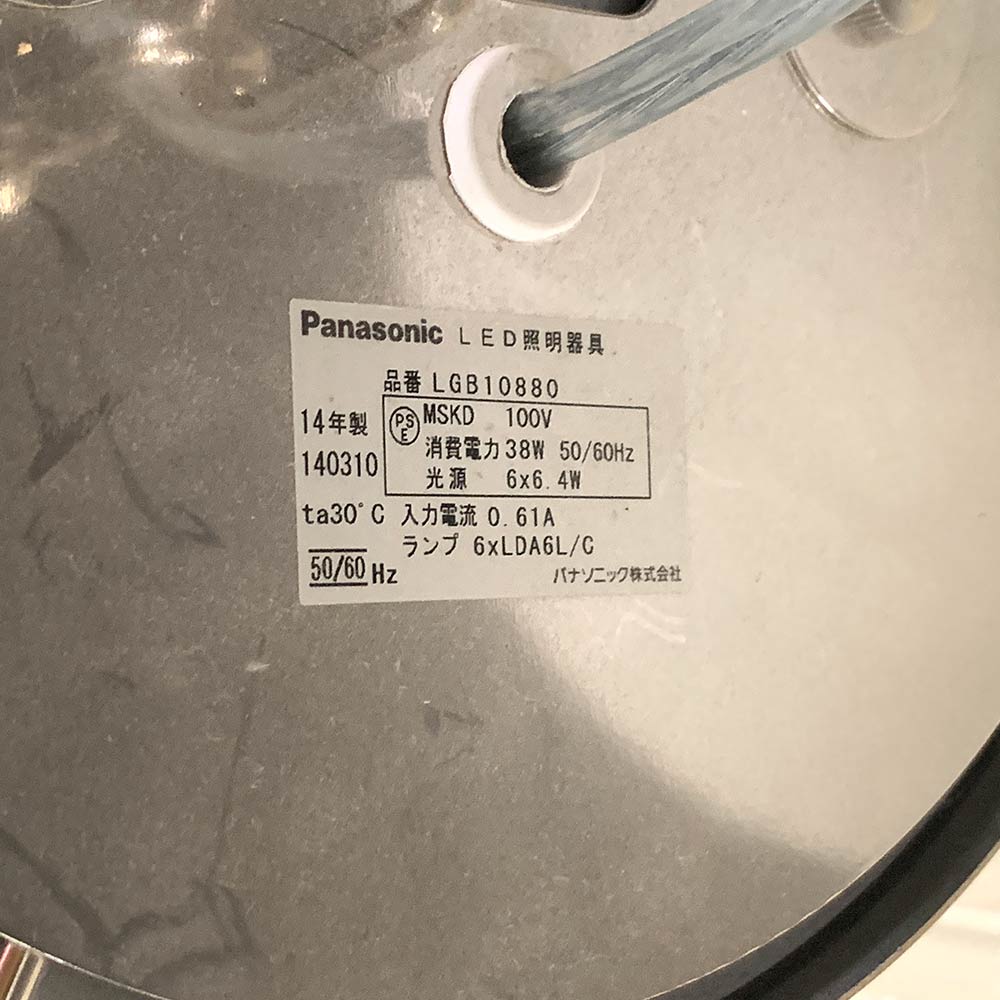 Panasonic LED照明器具
品番 LGB10880
14年製
140310
PS
E
MSKD 100V
消費電力 38W 50/60Hz
光源 6x6.4W
ta30°C 入力電流 0.61A
ランプ 6xLDA6L/C
50/60 Hz
パナソニック株式会社